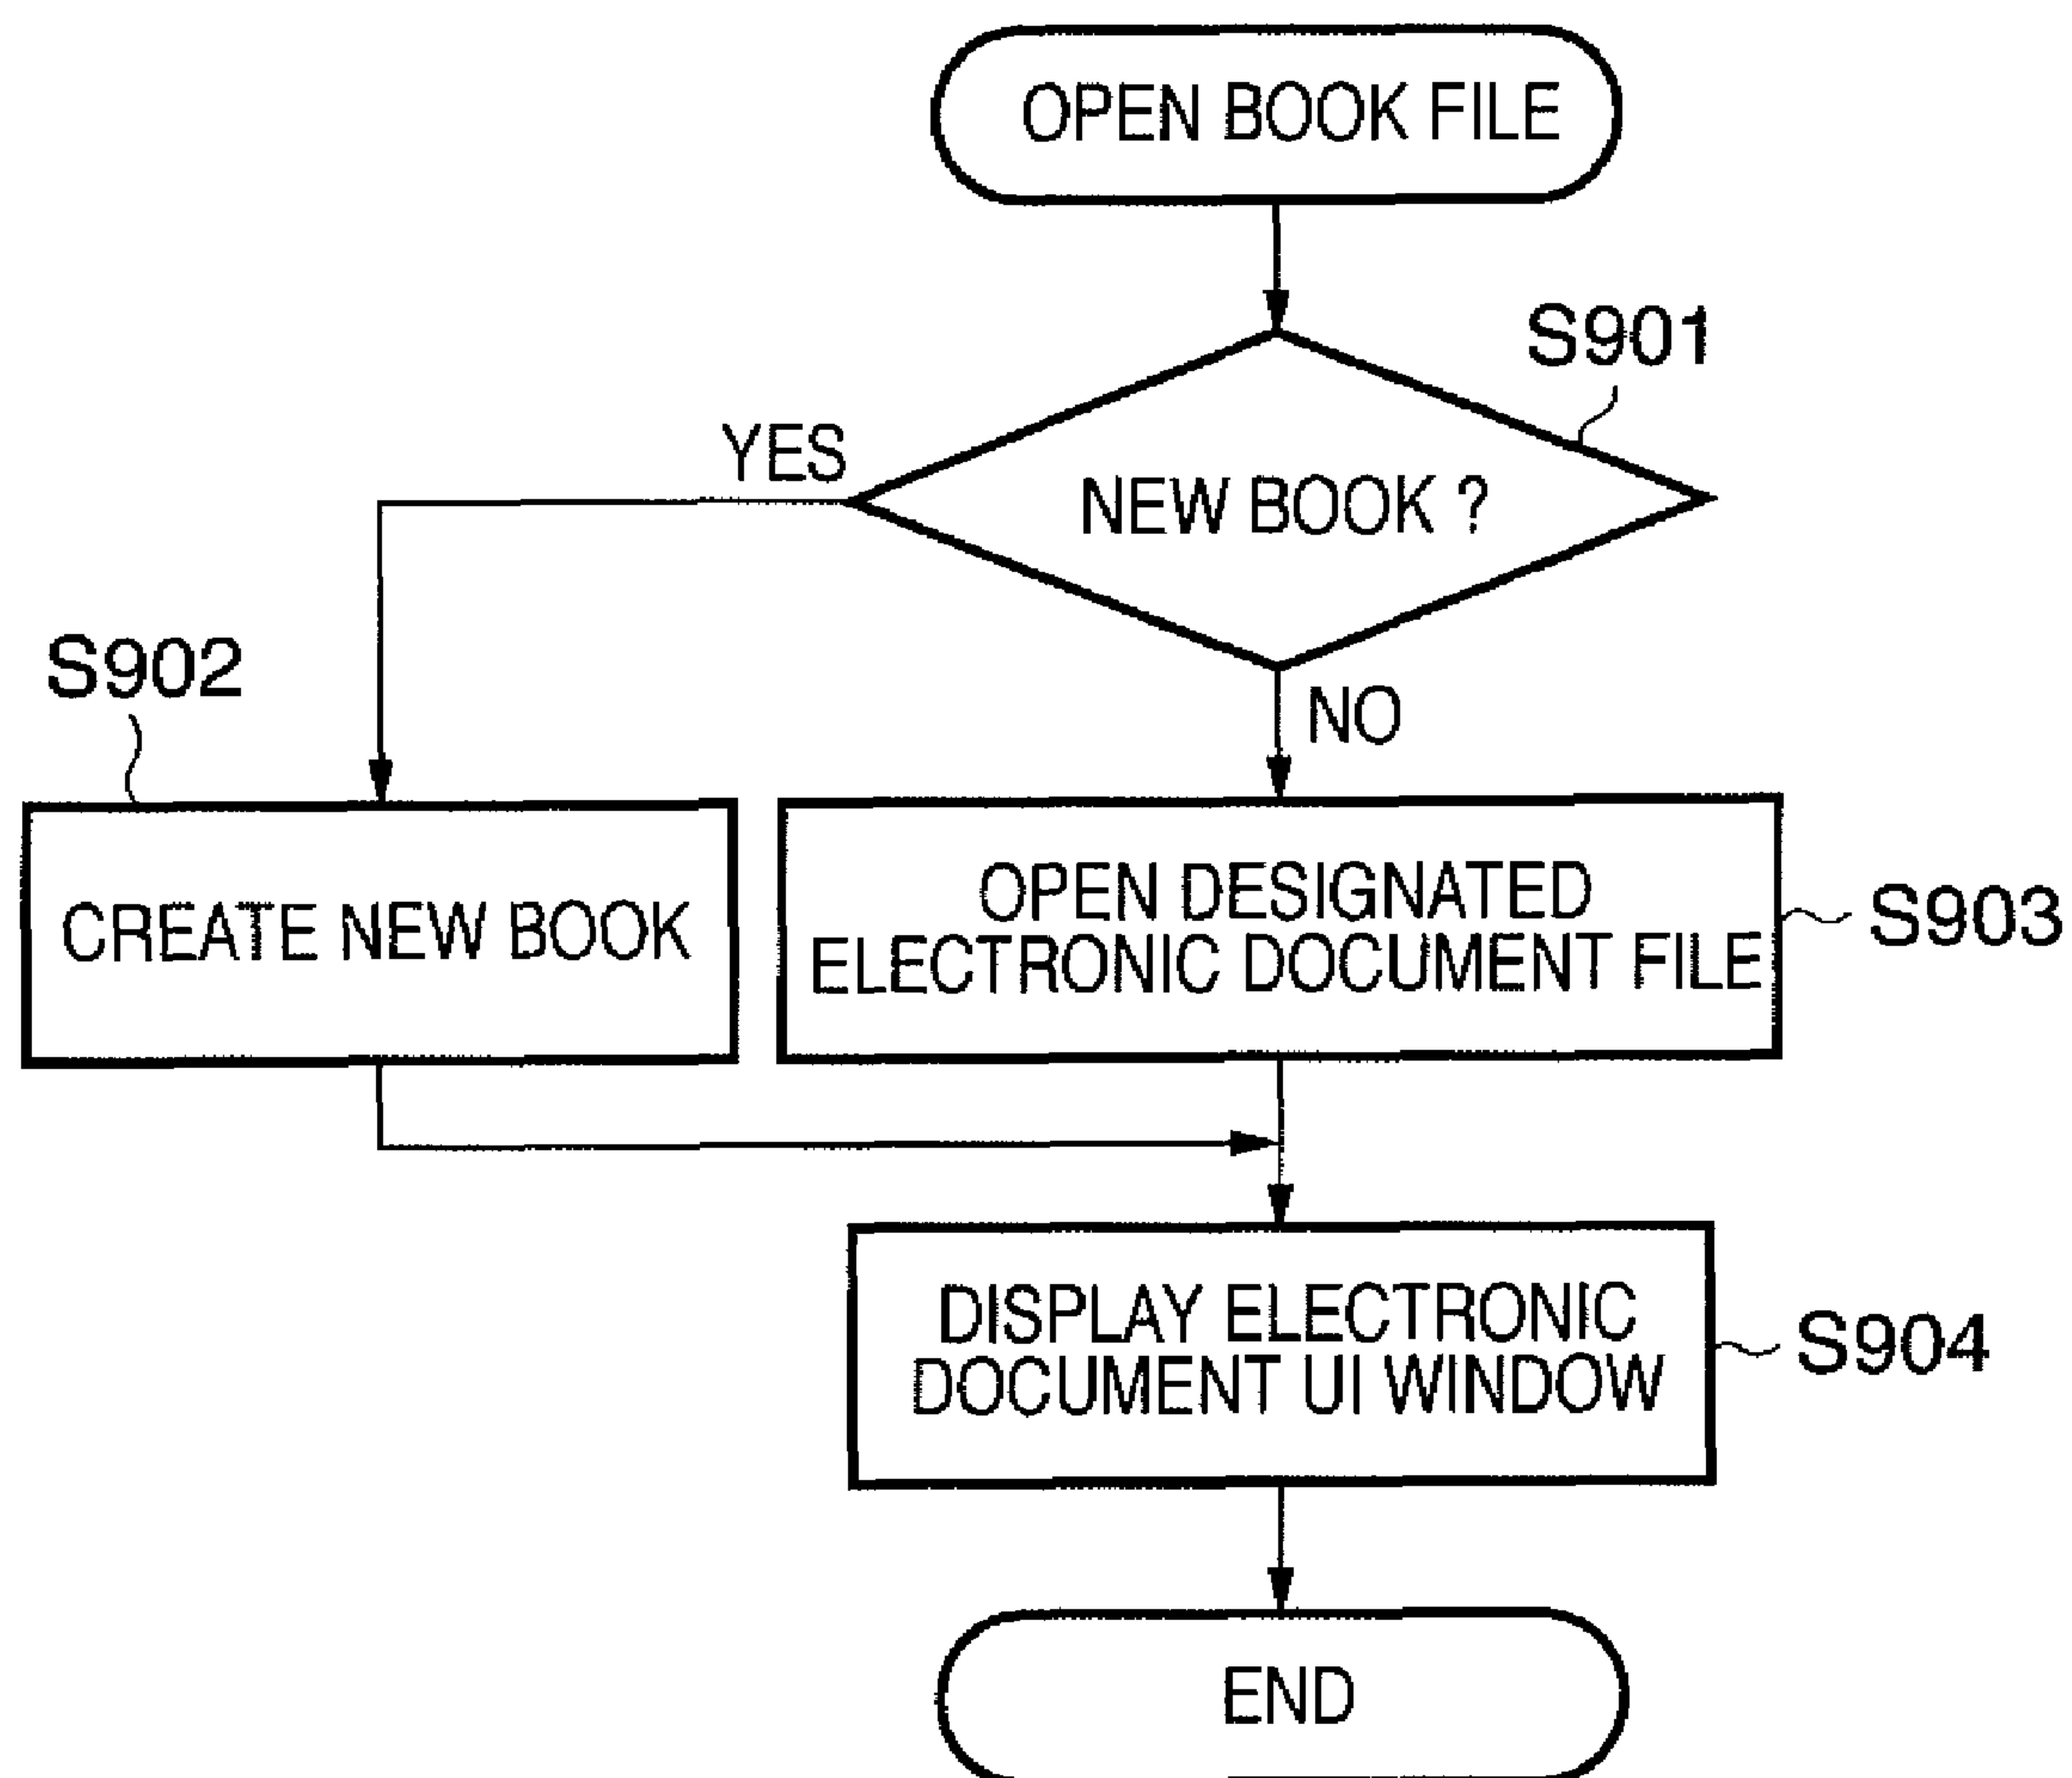 OPEN BOOK FILE
S901
YES
NEW BOOK ?
NO
S902
CREATE NEW BOOK
OPEN DESIGNATED
ELECTRONIC DOCUMENT FILE
S903
DISPLAY ELECTRONIC
DOCUMENT UI WINDOW
S904
END